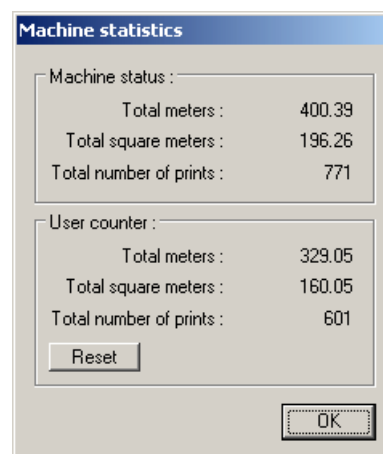 Machine statistics
Machine status :
Total meters : 400.39
Total square meters : 196.26
Total number of prints : 771
User counter :
Total meters : 329.05
Total square meters : 160.05
Total number of prints : 601
Reset
OK